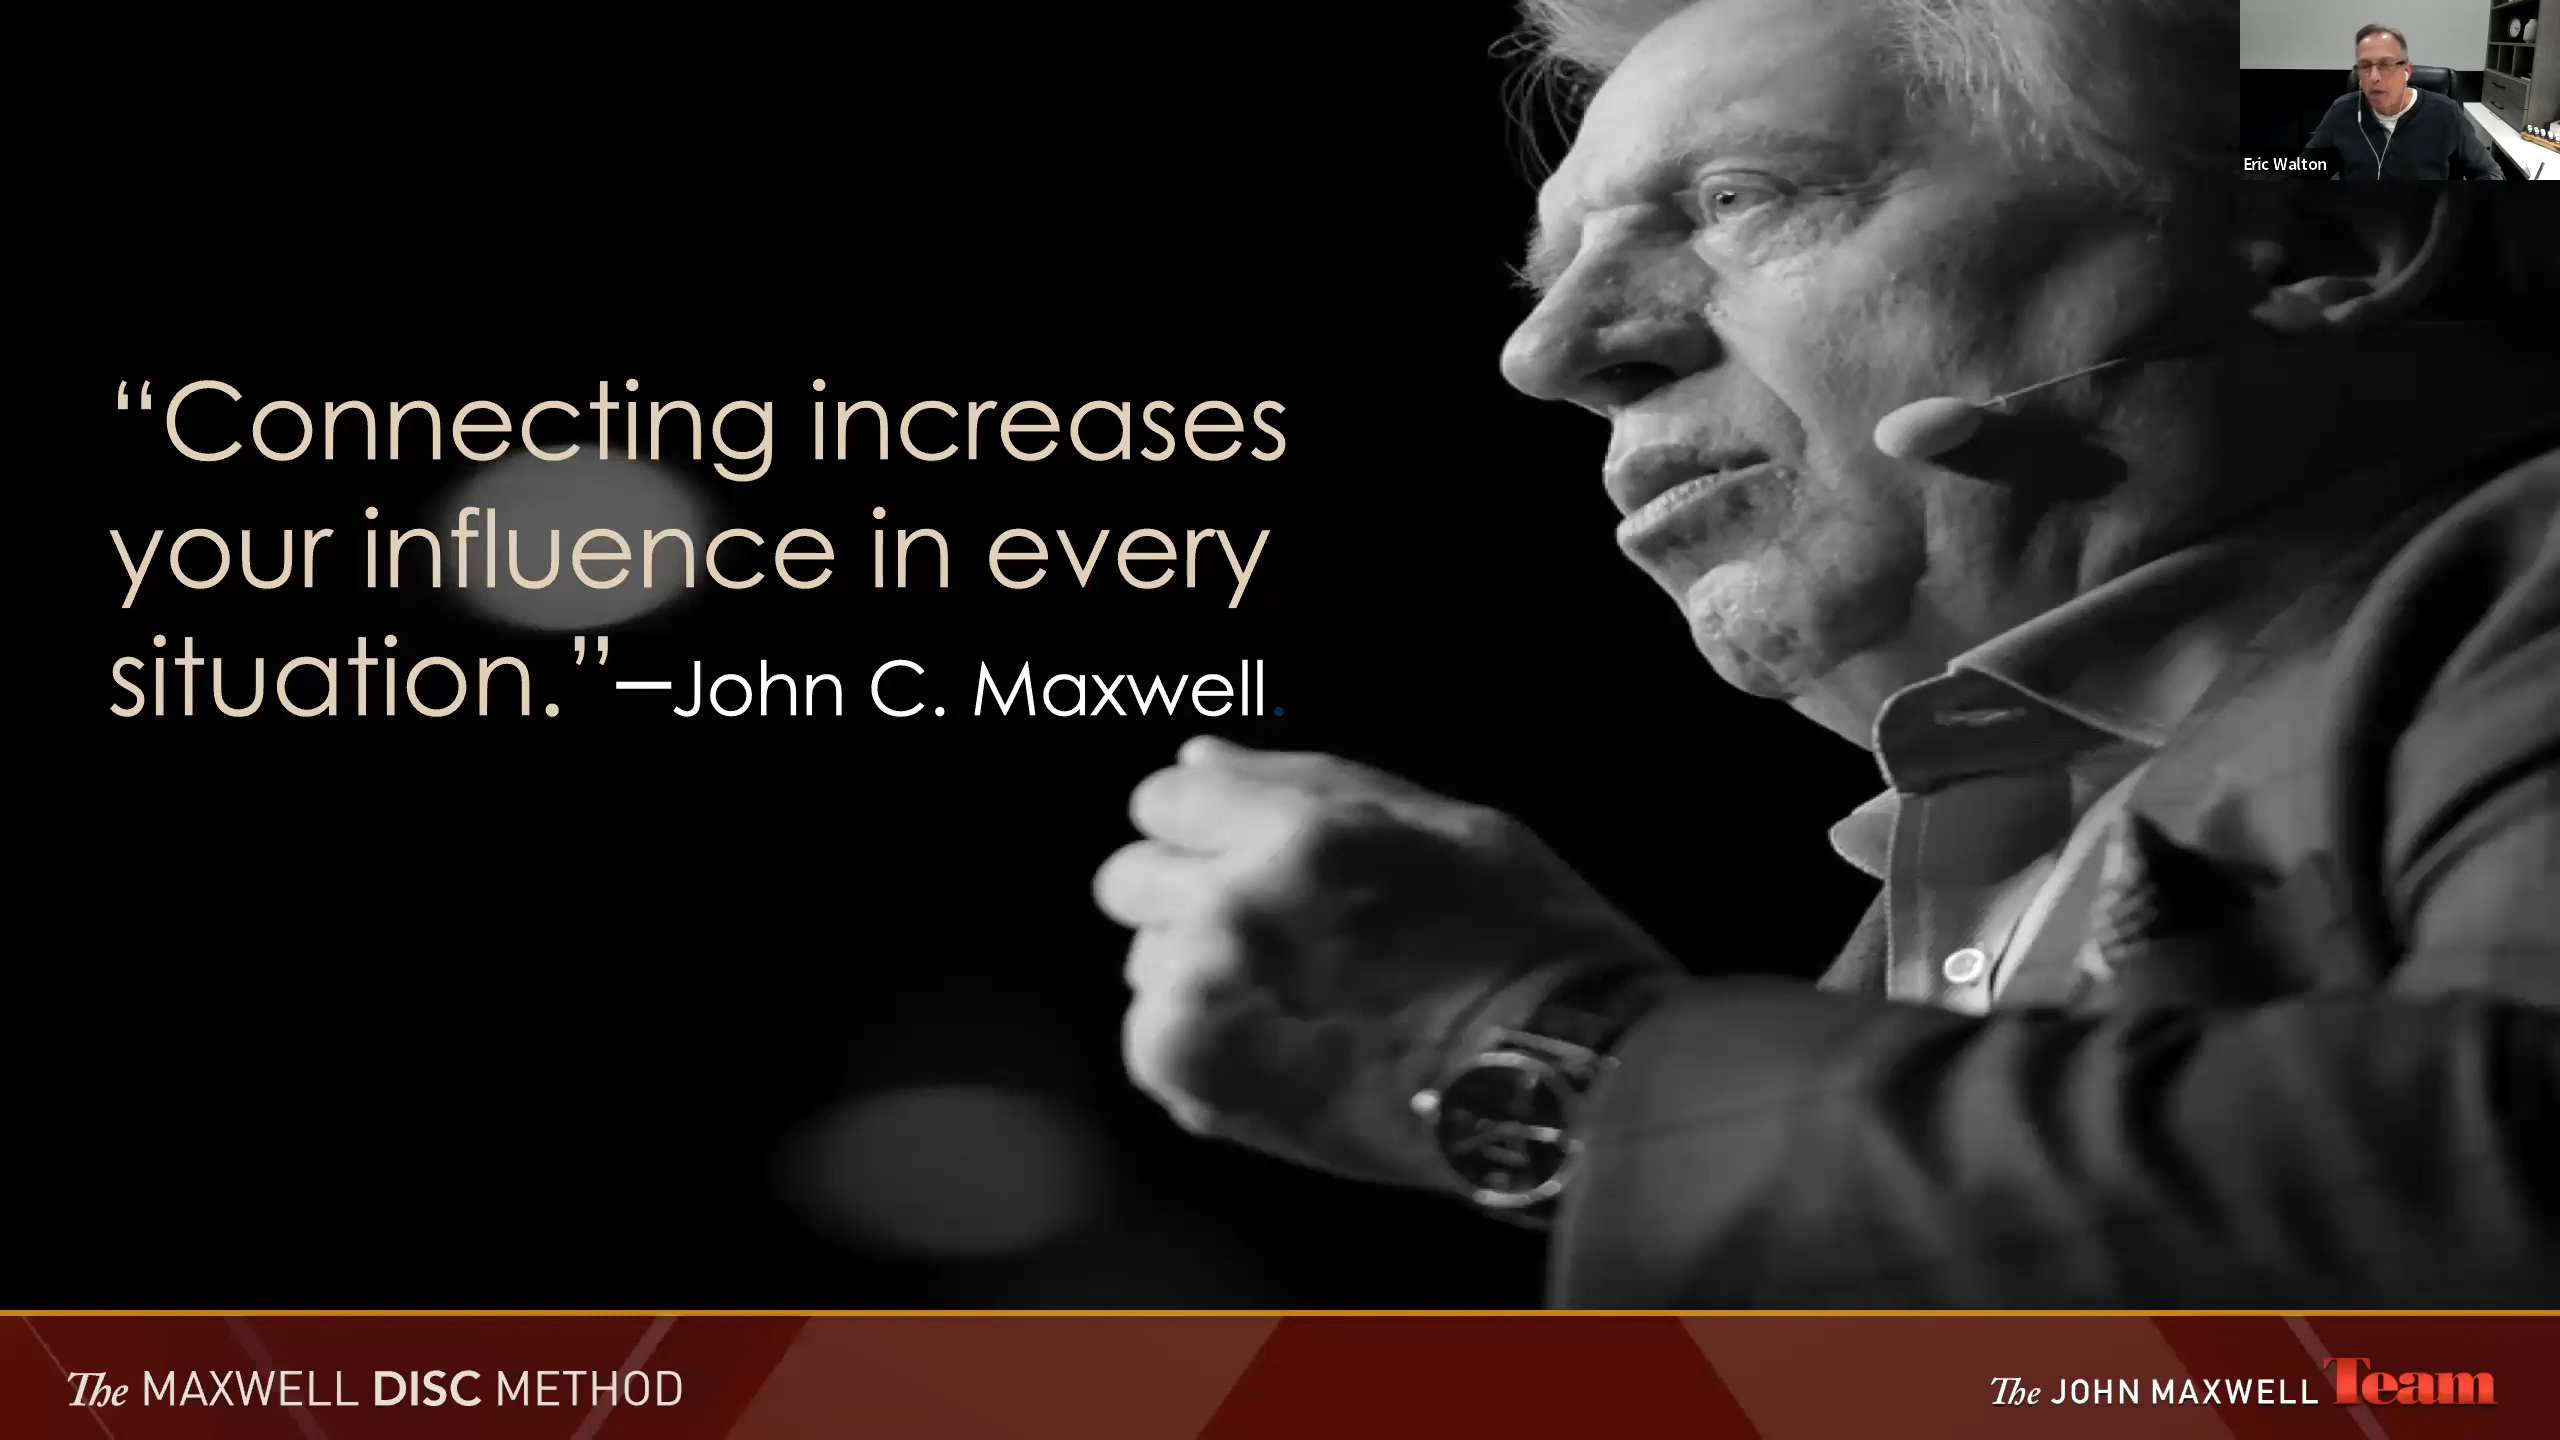 Eric Walton
“Connecting increases
your influence in every
situation.”—John C. Maxwell.
The MAXWELL DISC METHOD
The JOHN MAXWELL Team